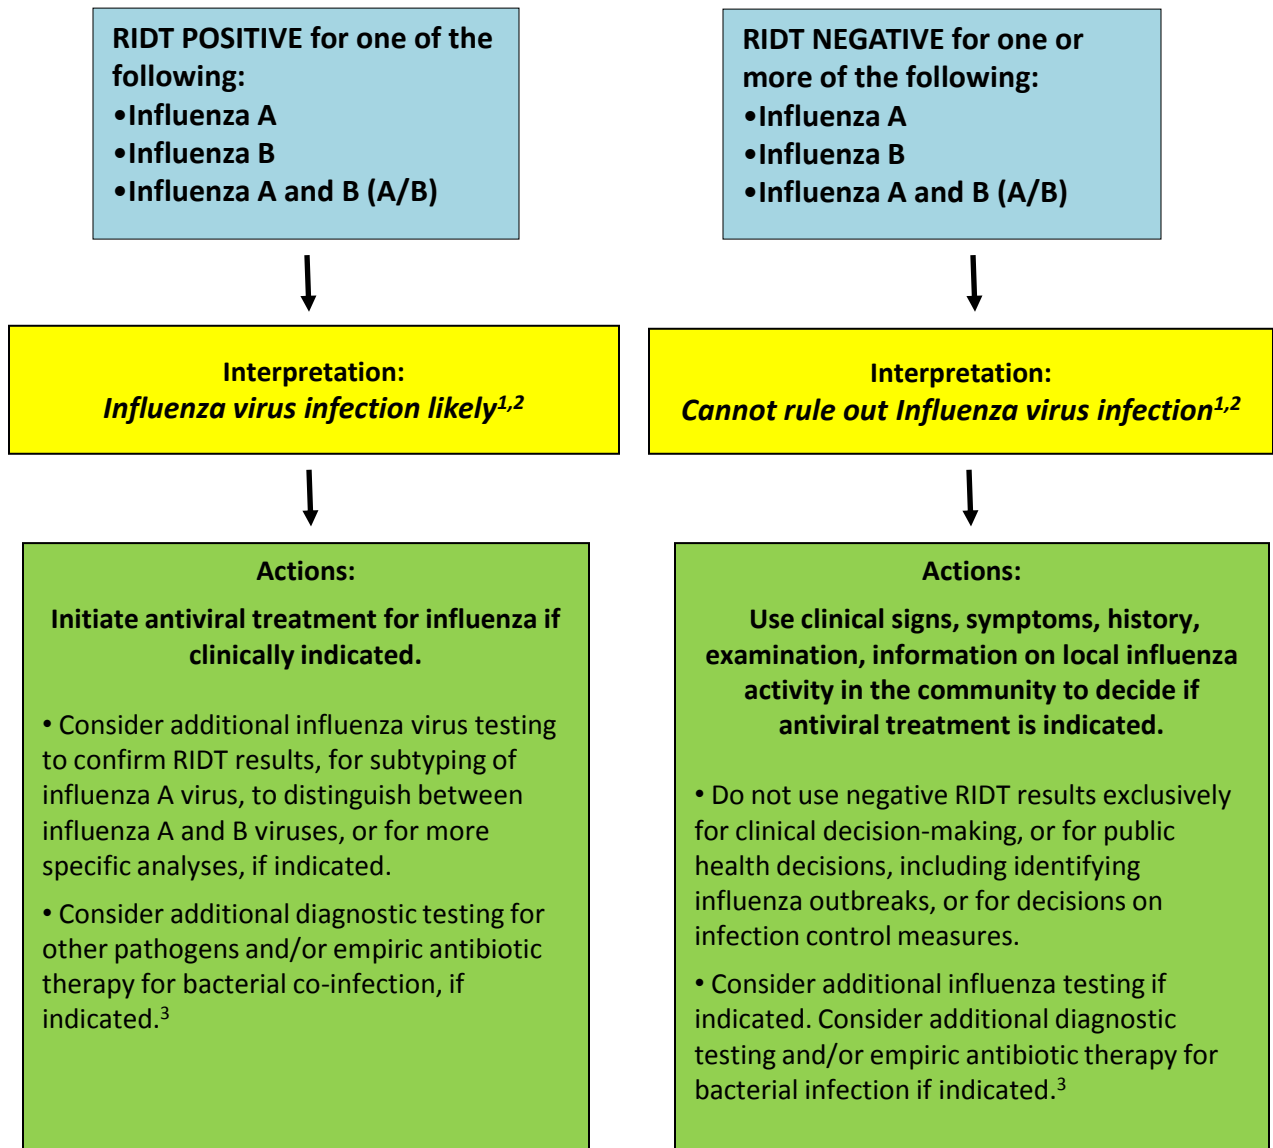 RIDT POSITIVE for one of the
following:
•Influenza A
•Influenza B
•Influenza A and B (A/B)
Interpretation:
Influenza virus infection likely1,2
Actions:
Initiate antiviral treatment for influenza if
clinically indicated.
• Consider additional influenza virus testing
to confirm RIDT results, for subtyping of
influenza A virus, to distinguish between
influenza A and B viruses, or for more
specific analyses, if indicated.
• Consider additional diagnostic testing for
other pathogens and/or empiric antibiotic
therapy for bacterial co-infection, if
indicated.3
RIDT NEGATIVE for one or
more of the following:
•Influenza A
•Influenza B
•Influenza A and B (A/B)
Interpretation:
Cannot rule out Influenza virus infection1,2
Actions:
Use clinical signs, symptoms, history,
examination, information on local influenza
activity in the community to decide if
antiviral treatment is indicated.
• Do not use negative RIDT results exclusively
for clinical decision-making, or for public
health decisions, including identifying
influenza outbreaks, or for decisions on
infection control measures.
• Consider additional influenza testing if
indicated. Consider additional diagnostic
testing and/or empiric antibiotic therapy for
bacterial infection if indicated.3